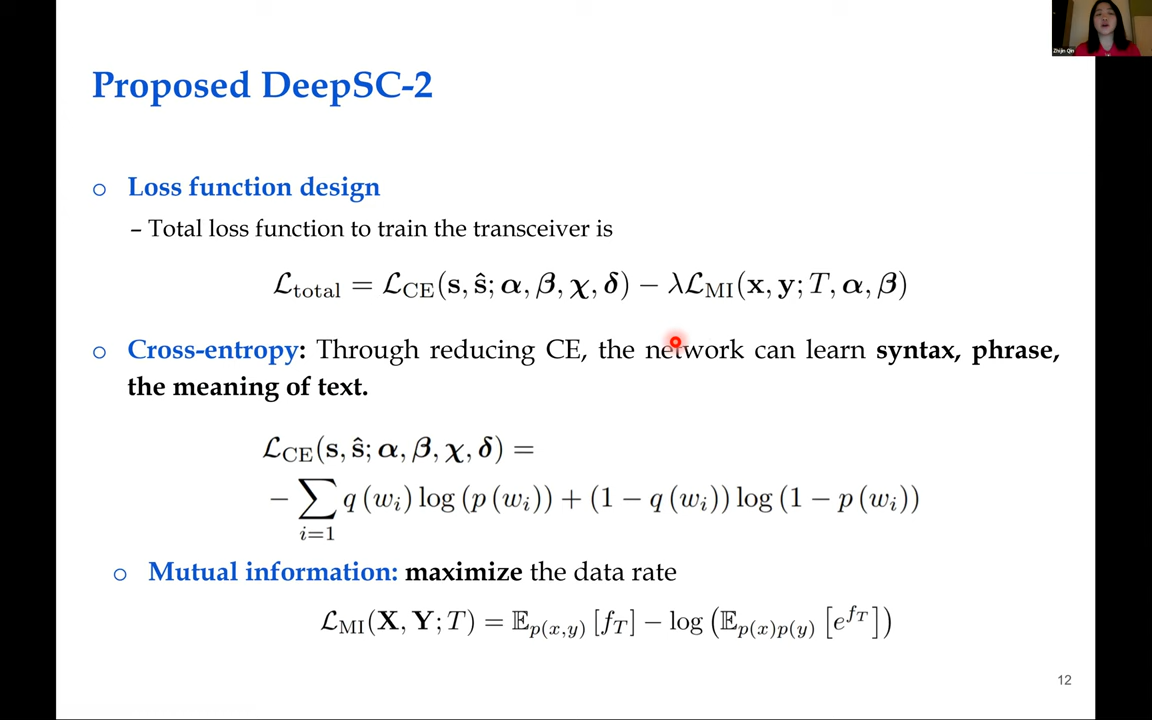 Zhijin Qin
Proposed DeepSC-2
○ Loss function design
– Total loss function to train the transceiver is
ℒ_total = ℒ_CE(𝐬, ŝ; α, β, χ, δ) − λℒ_MI(𝐱, 𝐲; T, α, β)
○ Cross-entropy: Through reducing CE, the network can learn syntax, phrase,
the meaning of text.
ℒ_CE(𝐬, ŝ; α, β, χ, δ) =
− ∑_{i=1} q (w_i) log (p (w_i)) + (1 − q (w_i)) log (1 − p (w_i))
○ Mutual information: maximize the data rate
ℒ_MI(𝐗, 𝐘; T) = 𝔼_{p(x,y)} [f_T] − log (𝔼_{p(x)p(y)} [e^{f_T}])
12